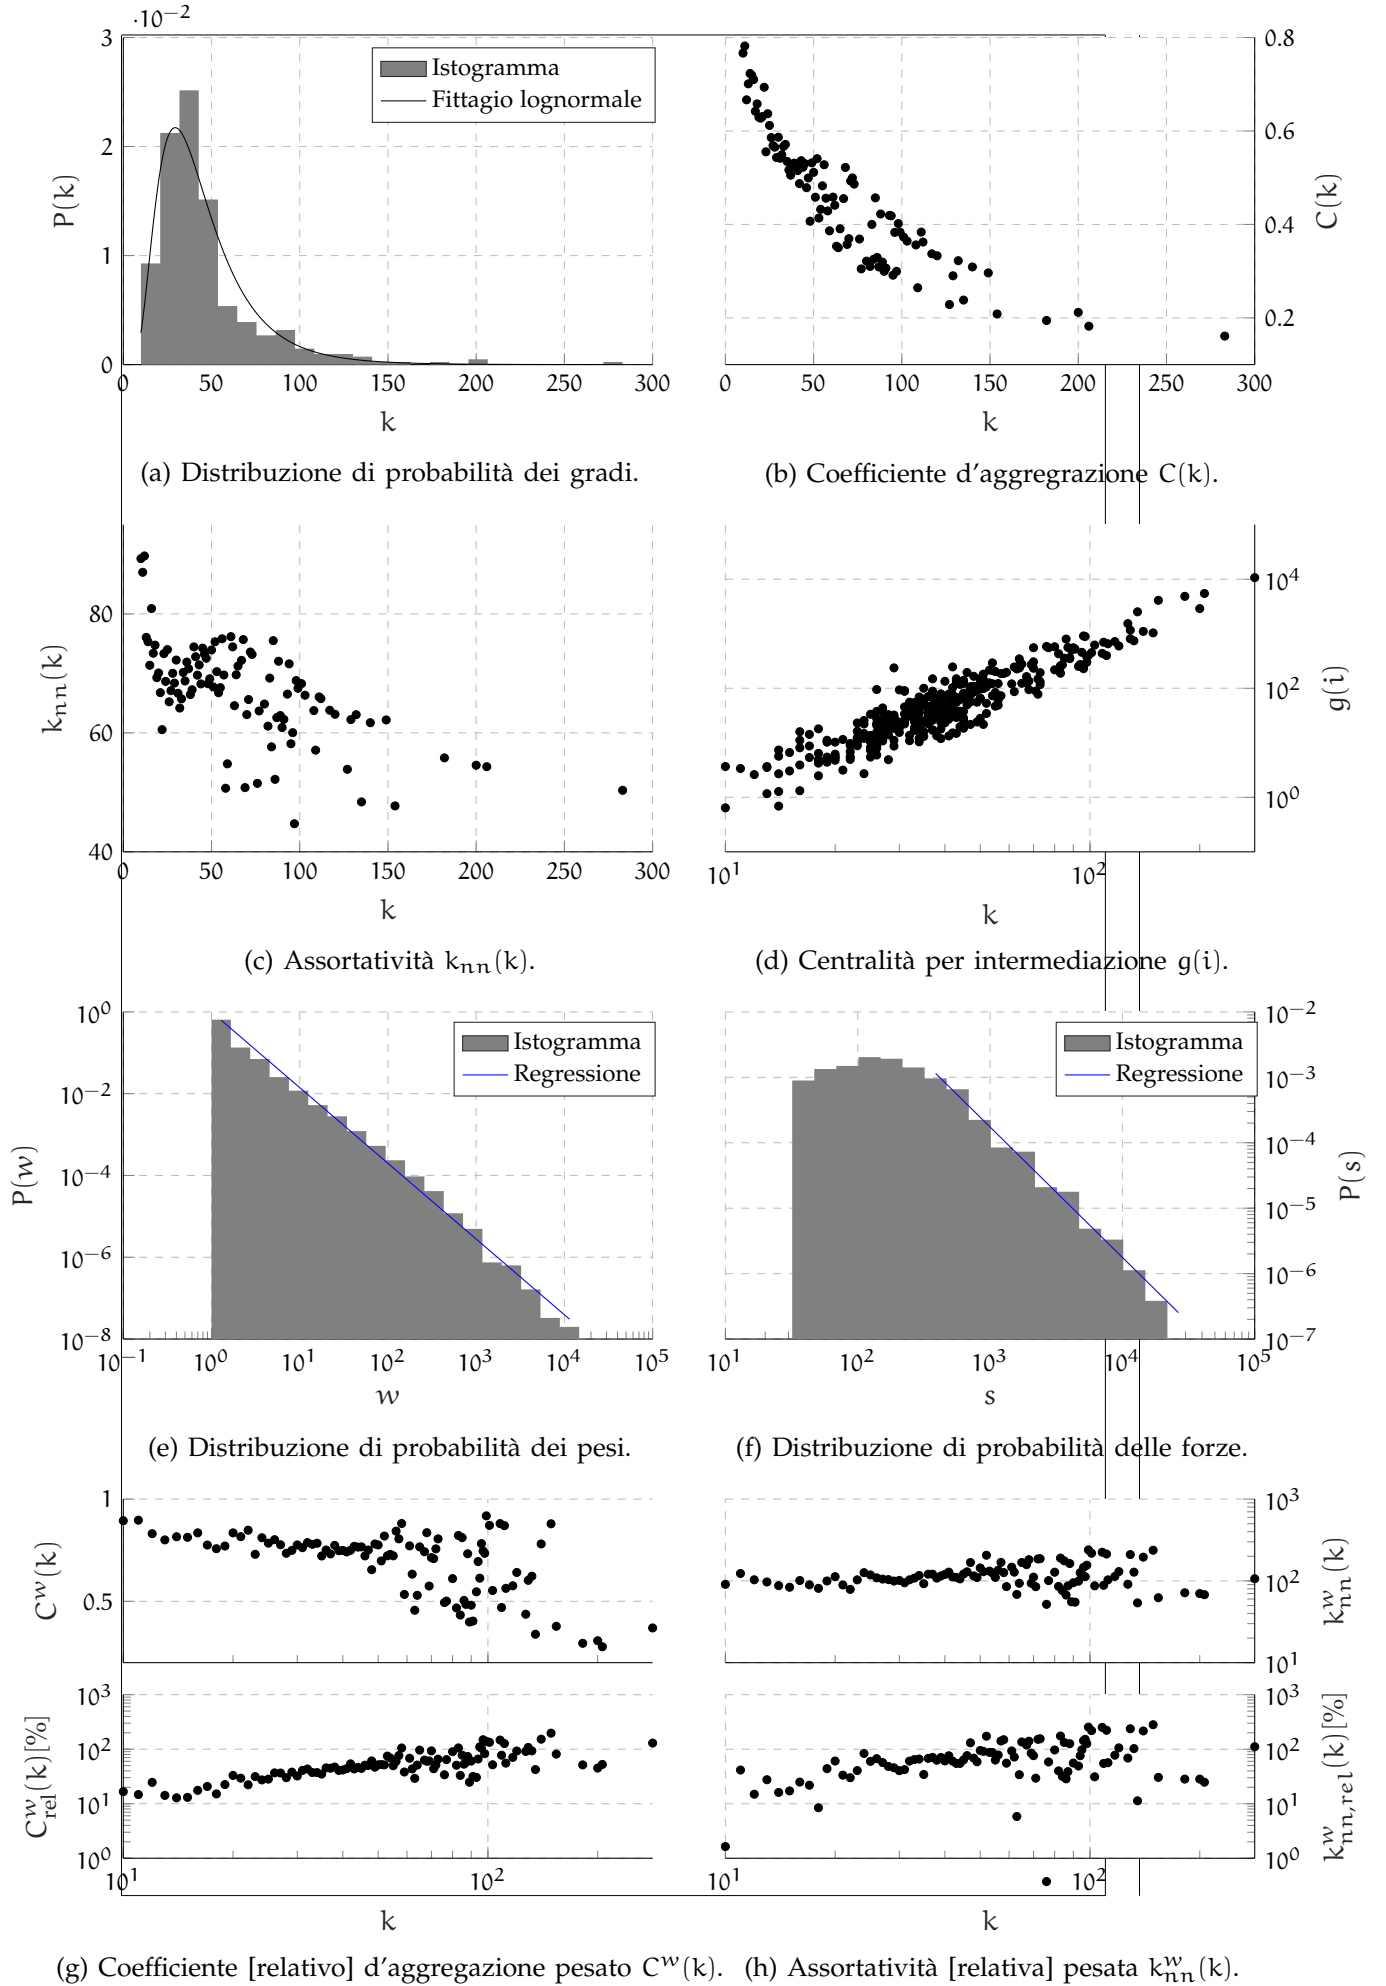 ·10⁻²
3
2
1
0
P(k)
Istogramma
Fittagio lognormale
0 50 100 150 200 250 300
k
(a) Distribuzione di probabilità dei gradi.
0.8
0.6
0.4
0.2
C(k)
0 50 100 150 200 250 300
k
(b) Coefficiente d'aggregrazione C(k).
80
60
40
kₙₙ(k)
0 50 100 150 200 250 300
k
(c) Assortatività kₙₙ(k).
10⁴
10²
10⁰
g(i)
10¹ 10²
k
(d) Centralità per intermediazione g(i).
10⁰
10⁻²
10⁻⁴
10⁻⁶
10⁻⁸
P(w)
Istogramma
Regressione
10⁻¹ 10⁰ 10¹ 10² 10³ 10⁴ 10⁵
w
(e) Distribuzione di probabilità dei pesi.
10⁻²
10⁻³
10⁻⁴
10⁻⁵
10⁻⁶
10⁻⁷
P(s)
Istogramma
Regressione
10¹ 10² 10³ 10⁴ 10⁵
s
(f) Distribuzione di probabilità delle forze.
1
0.5
Cʷ(k)
10³
10²
10¹
10⁰
Cʷrel(k)[%]
10¹ 10²
k
(g) Coefficiente [relativo] d'aggregazione pesato Cʷ(k).
10³
10²
10¹
kʷnn(k)
10³
10²
10¹
10⁰
kʷnn,rel(k)[%]
10¹ 10²
k
(h) Assortatività [relativa] pesata kʷnn(k).